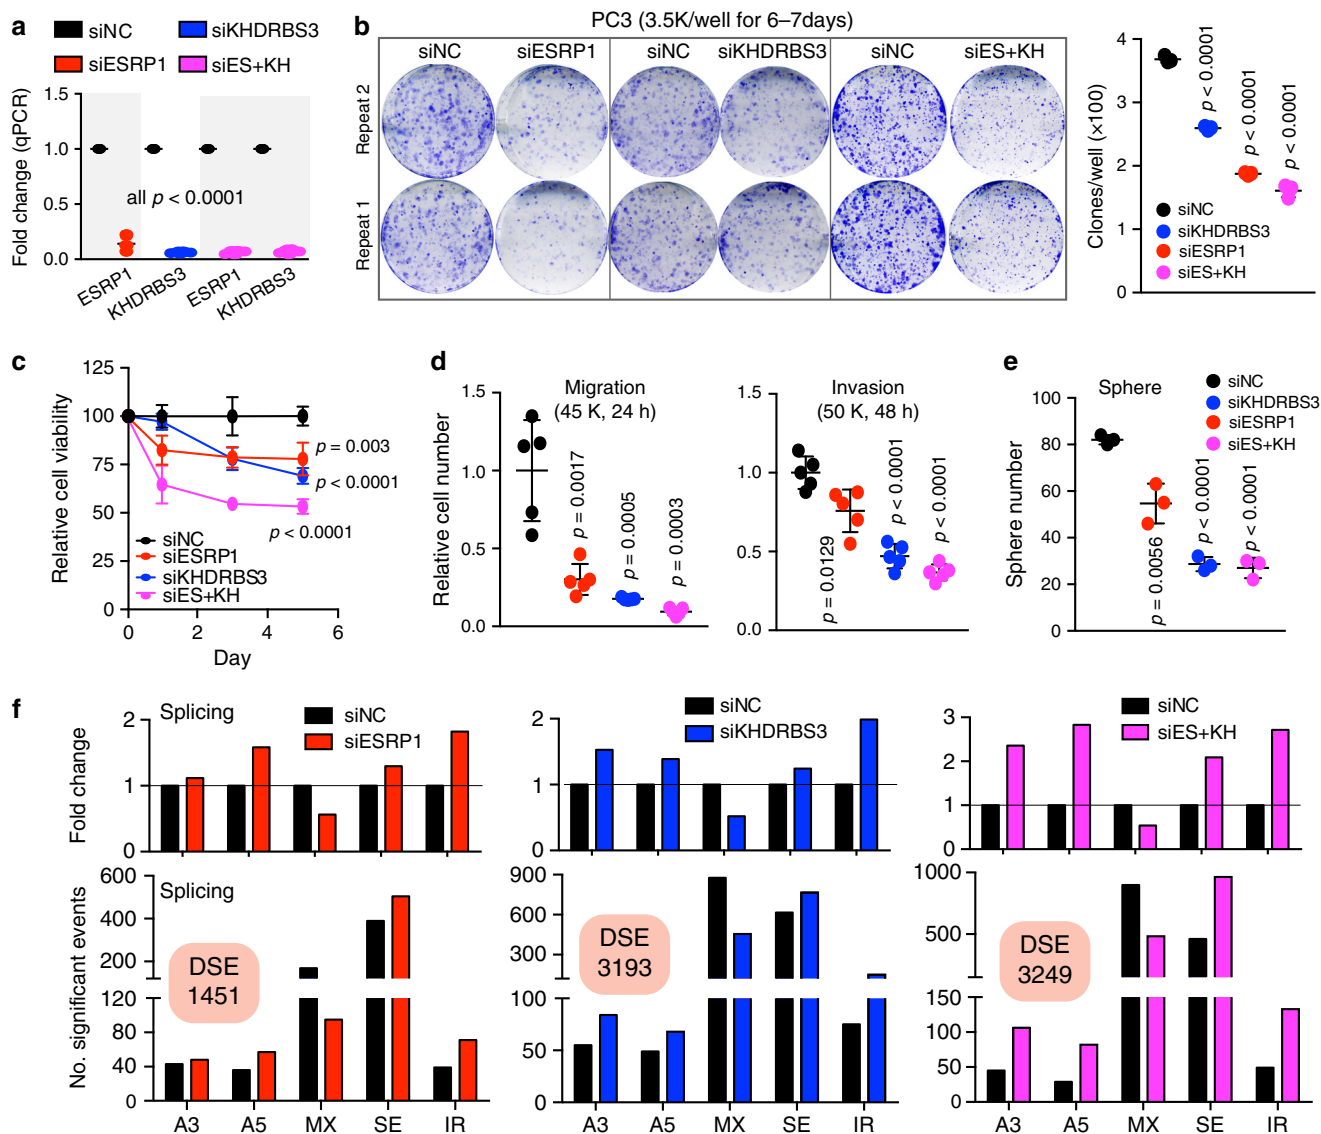 a
siNC
siKHDRBS3
siESRP1
siES+KH
Fold change (qPCR)
1.5
1.0
0.5
0.0
all p < 0.0001
ESRP1
KHDRBS3
ESRP1
KHDRBS3
b
PC3 (3.5K/well for 6–7days)
siNC
siESRP1
siNC
siKHDRBS3
siNC
siES+KH
Repeat 2
Repeat 1
Clones/well (×100)
4
3
2
1
0
p < 0.0001
p < 0.0001
p < 0.0001
siNC
siKHDRBS3
siESRP1
siES+KH
c
Relative cell viability
125
100
75
50
25
0
p = 0.003
p < 0.0001
p < 0.0001
siNC
siESRP1
siKHDRBS3
siES+KH
0
2
4
6
Day
d
Relative cell number
Migration
(45 K, 24 h)
1.5
1.0
0.5
0.0
p = 0.0017
p = 0.0005
p = 0.0003
Invasion
(50 K, 48 h)
1.5
1.0
0.5
0.0
p = 0.0129
p < 0.0001
p < 0.0001
e
Sphere
siNC
siKHDRBS3
siESRP1
siES+KH
Sphere number
100
80
60
40
20
0
p = 0.0056
p < 0.0001
p < 0.0001
f
Splicing
siNC
siESRP1
Fold change
2
1
0
siNC
siKHDRBS3
2
1
0
siNC
siES+KH
3
2
1
0
No. significant events
Splicing
600
400
200
120
80
40
0
DSE
1451
A3
A5
MX
SE
IR
900
600
300
100
50
0
DSE
3193
A3
A5
MX
SE
IR
1000
500
150
100
50
0
DSE
3249
A3
A5
MX
SE
IR